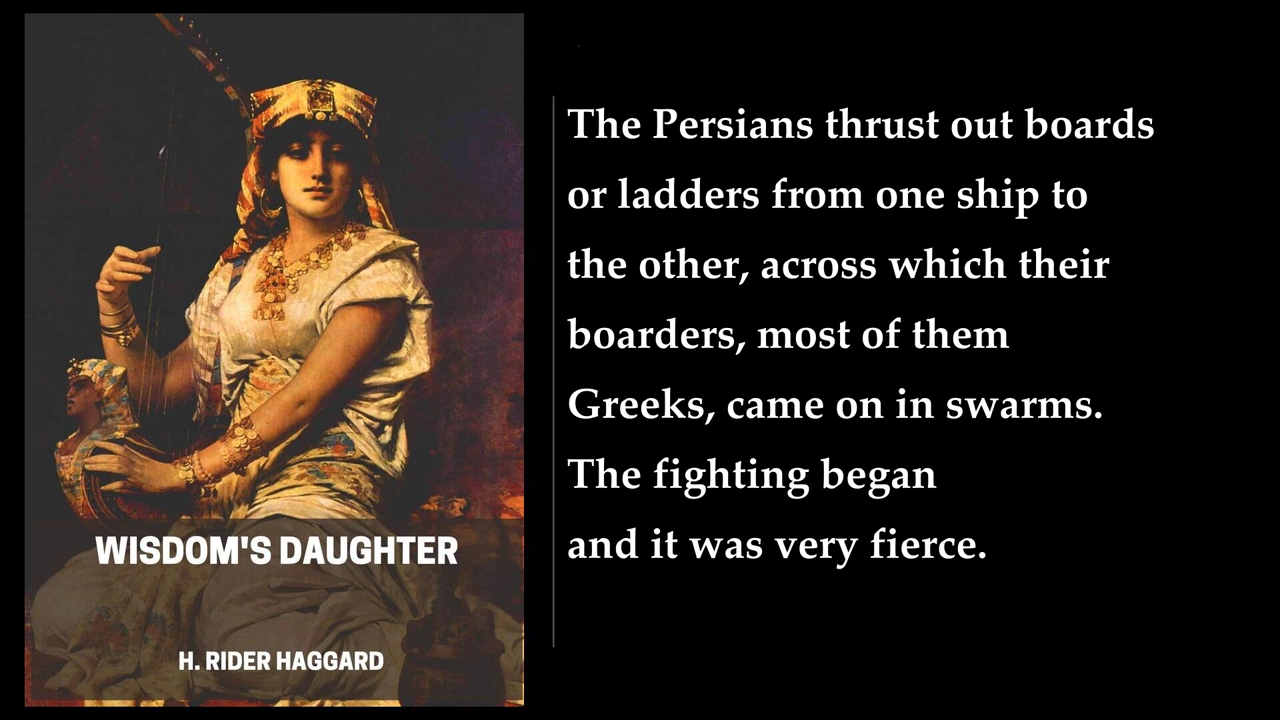 WISDOM'S DAUGHTER
H. RIDER HAGGARD
The Persians thrust out boards
or ladders from one ship to
the other, across which their
boarders, most of them
Greeks, came on in swarms.
The fighting began
and it was very fierce.